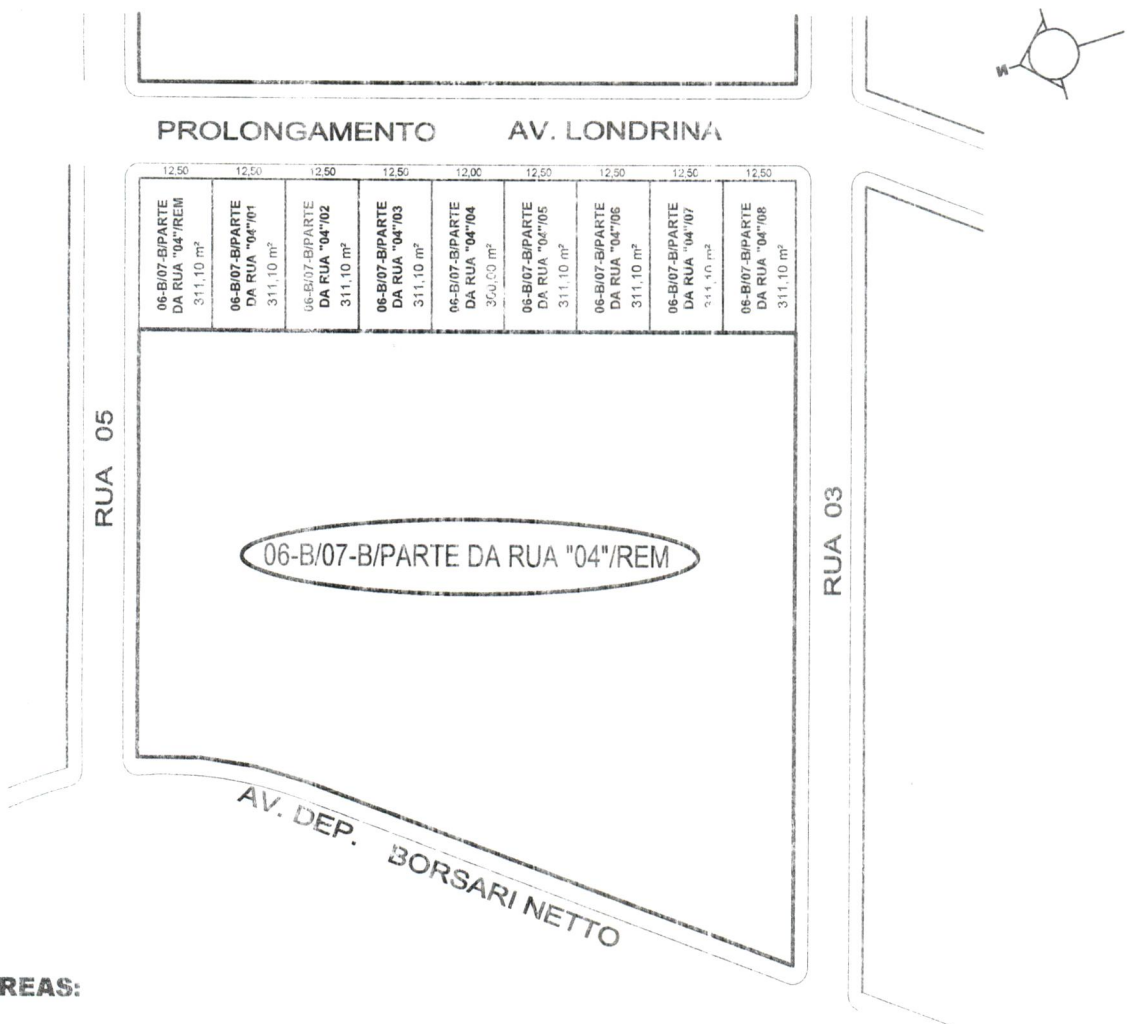 N
PROLONGAMENTO AV. LONDRINA
12,50 12,50 12,50 12,50 12,00 12,50 12,50 12,50 12,50
06-B/07-B/PARTE
DA RUA "04"/REM
311,10 m²
06-B/07-B/PARTE
DA RUA "04"/01
311,10 m²
06-B/07-B/PARTE
DA RUA "04"/02
311,10 m²
06-B/07-B/PARTE
DA RUA "04"/03
311,10 m²
06-B/07-B/PARTE
DA RUA "04"/04
300,00 m²
06-B/07-B/PARTE
DA RUA "04"/05
311,10 m²
06-B/07-B/PARTE
DA RUA "04"/06
311,10 m²
06-B/07-B/PARTE
DA RUA "04"/07
311,10 m²
06-B/07-B/PARTE
DA RUA "04"/08
311,10 m²
RUA 05
06-B/07-B/PARTE DA RUA "04"/REM
RUA 03
AV. DEP. BORSARI NETTO
REAS: